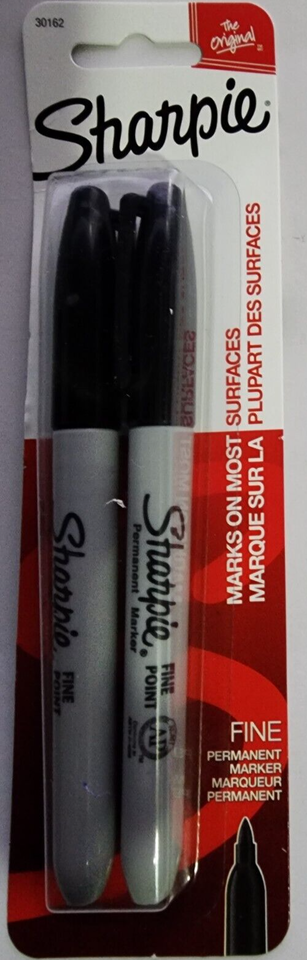 30162
The
Original
Sharpie
MARKS ON MOST SURFACES
MARQUE SUR LA PLUPART DES SURFACES
Sharpie
FINE
POINT
Sharpie
Permanent Marker
FINE
POINT
AP
FINE
PERMANENT
MARKER
MARQUEUR
PERMANENT